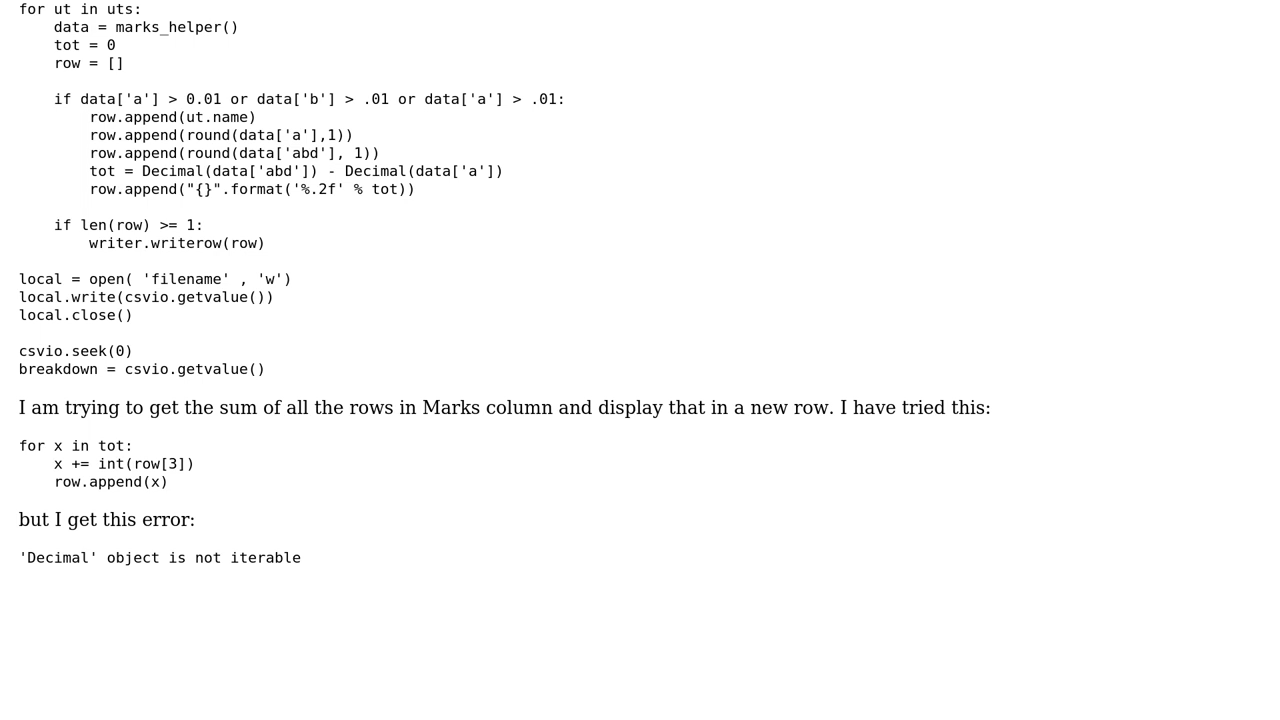 for ut in uts:
    data = marks_helper()
    tot = 0
    row = []

    if data['a'] > 0.01 or data['b'] > .01 or data['a'] > .01:
        row.append(ut.name)
        row.append(round(data['a'],1))
        row.append(round(data['abd'], 1))
        tot = Decimal(data['abd']) - Decimal(data['a'])
        row.append("{}".format('%.2f' % tot))

    if len(row) >= 1:
        writer.writerow(row)

local = open( 'filename' , 'w')
local.write(csvio.getvalue())
local.close()

csvio.seek(0)
breakdown = csvio.getvalue()

I am trying to get the sum of all the rows in Marks column and display that in a new row. I have tried this:

for x in tot:
    x += int(row[3])
    row.append(x)

but I get this error:

'Decimal' object is not iterable